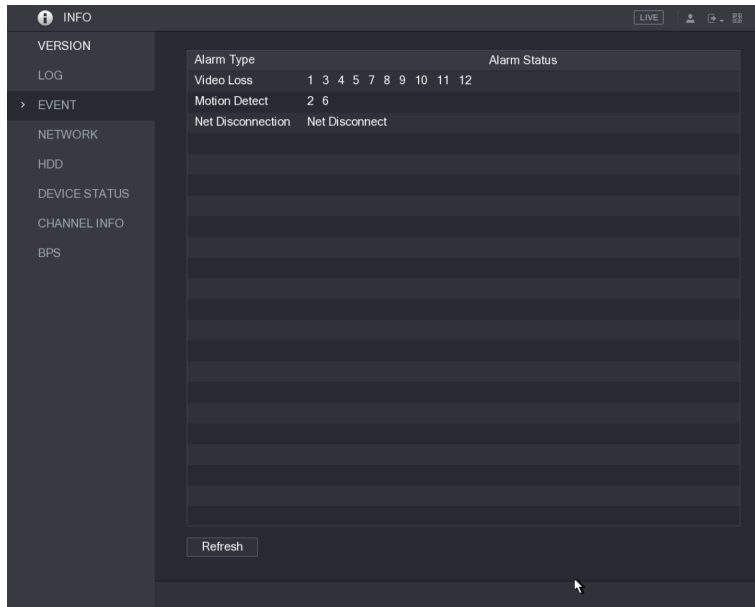 INFO
LIVE
VERSION
LOG
> EVENT
NETWORK
HDD
DEVICE STATUS
CHANNEL INFO
BPS
Alarm Type Alarm Status
Video Loss 1 3 4 5 7 8 9 10 11 12
Motion Detect 2 6
Net Disconnection Net Disconnect
Refresh